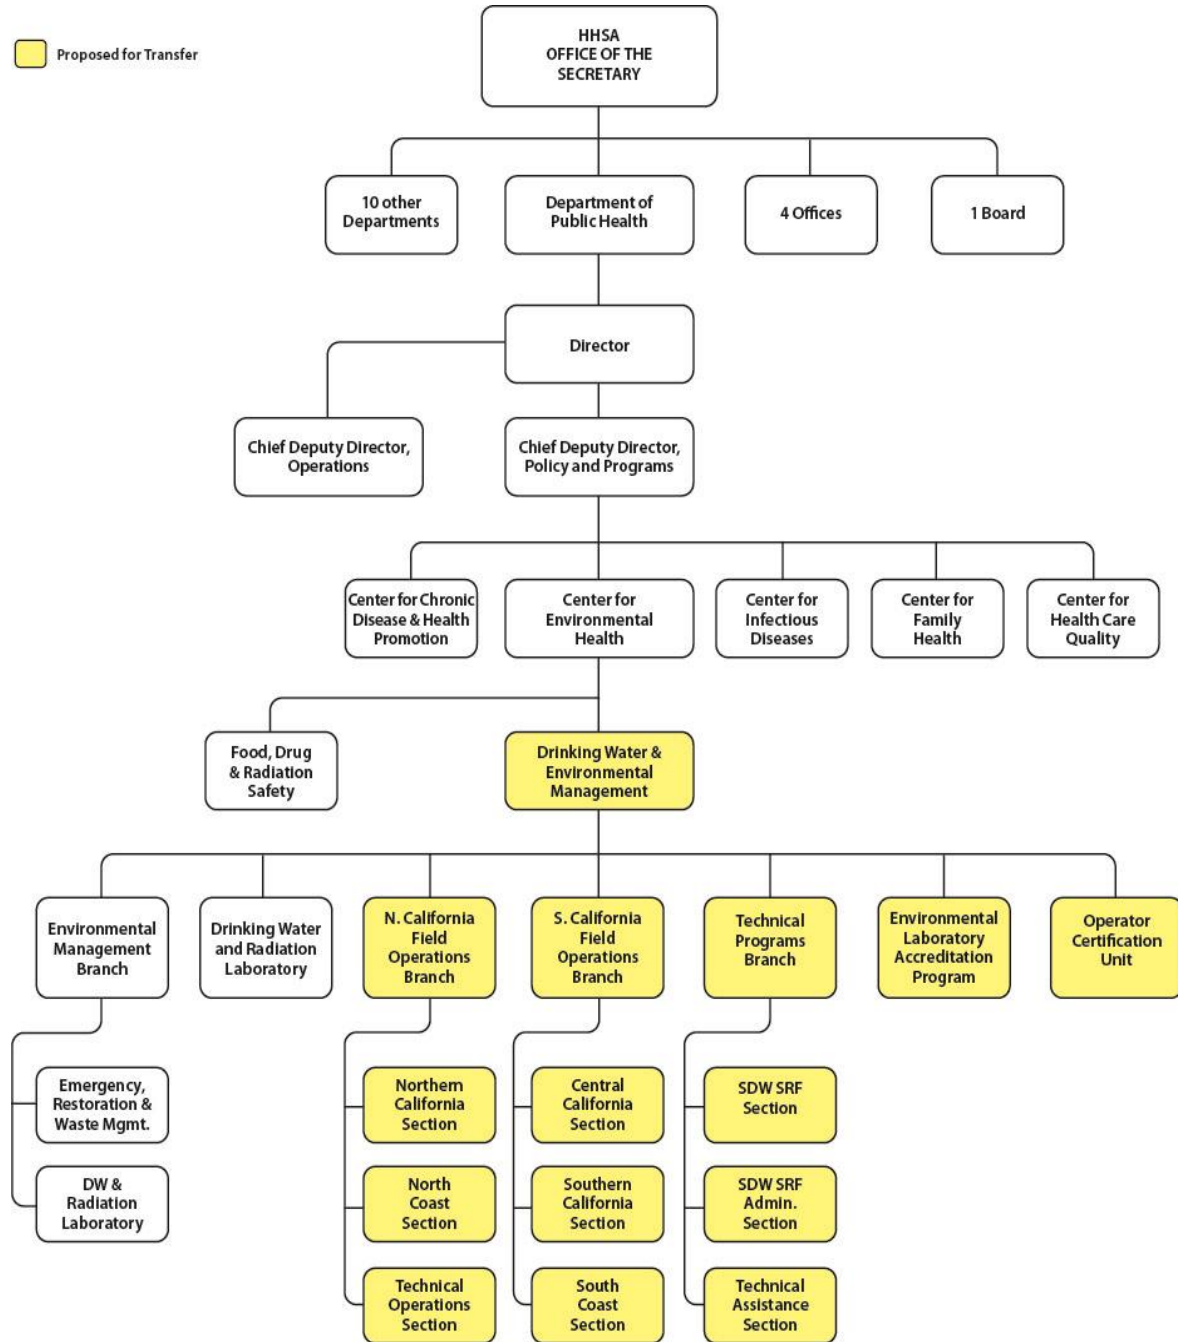 Proposed for Transfer
HHSA
OFFICE OF THE
SECRETARY
10 other
Departments
Department of
Public Health
4 Offices
1 Board
Director
Chief Deputy Director,
Operations
Chief Deputy Director,
Policy and Programs
Center for Chronic
Disease & Health
Promotion
Center for
Environmental
Health
Center for
Infectious
Diseases
Center for
Family
Health
Center for
Health Care
Quality
Food, Drug
& Radiation
Safety
Drinking Water &
Environmental
Management
Environmental
Management
Branch
Drinking Water
and Radiation
Laboratory
N. California
Field
Operations
Branch
S. California
Field
Operations
Branch
Technical
Programs
Branch
Environmental
Laboratory
Accreditation
Program
Operator
Certification
Unit
Emergency,
Restoration &
Waste Mgmt.
DW &
Radiation
Laboratory
Northern
California
Section
North
Coast
Section
Technical
Operations
Section
Central
California
Section
Southern
California
Section
South
Coast
Section
SDW SRF
Section
SDW SRF
Admin.
Section
Technical
Assistance
Section